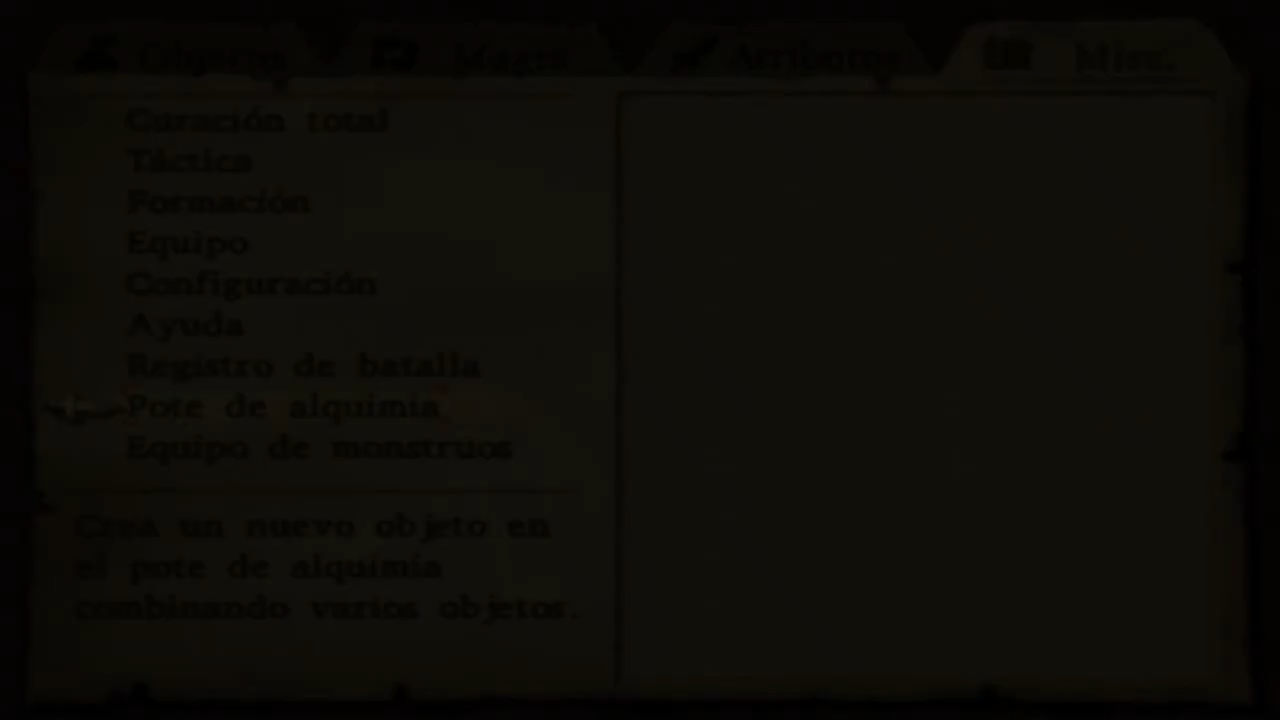 Objetos Magia Atributos Misc.
Curación total
Táctica
Formación
Equipo
Configuración
Ayuda
Registro de batalla
Pote de alquimia
Equipo de monstruos
Crea un nuevo objeto en
el pote de alquimia
combinando varios objetos.